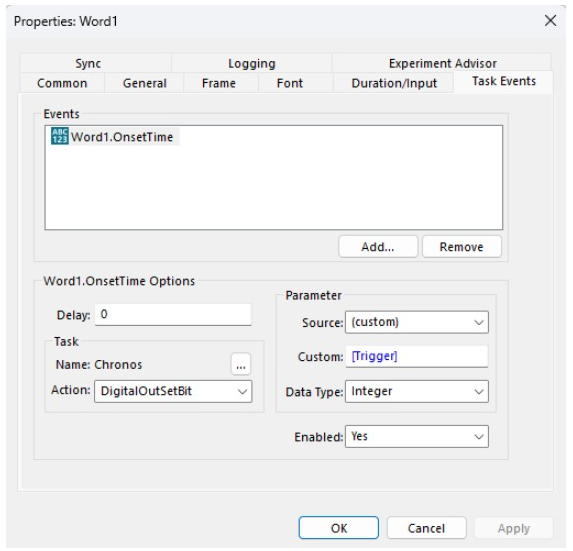 Properties: Word1
Sync Logging Experiment Advisor
Common General Frame Font Duration/Input Task Events
Events
ABC 123 Word1.OnsetTime
Add... Remove
Word1.OnsetTime Options
Delay: 0
Task
Name: Chronos ...
Action: DigitalOutSetBit
Parameter
Source: (custom)
Custom: [Trigger]
Data Type: Integer
Enabled: Yes
OK Cancel Apply